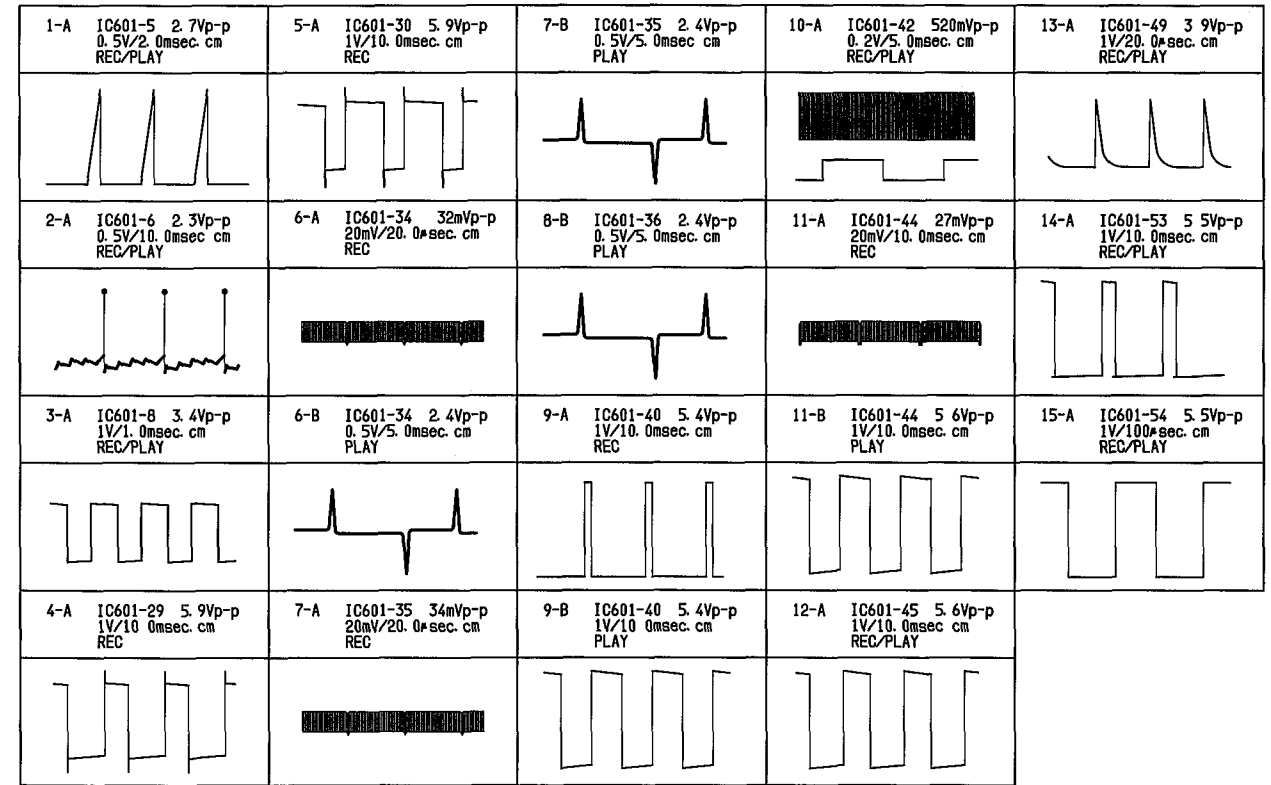 1-A IC601-5 2.7Vp-p
0.5V/2.0msec.cm
REC/PLAY
2-A IC601-6 2.3Vp-p
0.5V/10.0msec cm
REC/PLAY
3-A IC601-8 3.4Vp-p
1V/1.0msec.cm
REC/PLAY
4-A IC601-29 5.9Vp-p
1V/10 0msec.cm
REC
5-A IC601-30 5.9Vp-p
1V/10.0msec.cm
REC
6-A IC601-34 32mVp-p
20mV/20.0μsec.cm
REC
6-B IC601-34 2.4Vp-p
0.5V/5.0msec.cm
PLAY
7-A IC601-35 34mVp-p
20mV/20.0μsec.cm
REC
7-B IC601-35 2.4Vp-p
0.5V/5.0msec.cm
PLAY
8-B IC601-36 2.4Vp-p
0.5V/5.0msec.cm
PLAY
9-A IC601-40 5.4Vp-p
1V/10.0msec.cm
REC
9-B IC601-40 5.4Vp-p
1V/10 0msec.cm
PLAY
10-A IC601-42 520mVp-p
0.2V/5.0msec.cm
REC/PLAY
11-A IC601-44 27mVp-p
20mV/10.0msec.cm
REC
11-B IC601-44 5 6Vp-p
1V/10.0msec.cm
PLAY
12-A IC601-45 5.6Vp-p
1V/10.0msec cm
REC/PLAY
13-A IC601-49 3 9Vp-p
1V/20.0μsec.cm
REC/PLAY
14-A IC601-53 5 5Vp-p
1V/10.0msec.cm
REC/PLAY
15-A IC601-54 5.5Vp-p
1V/100μsec.cm
REC/PLAY